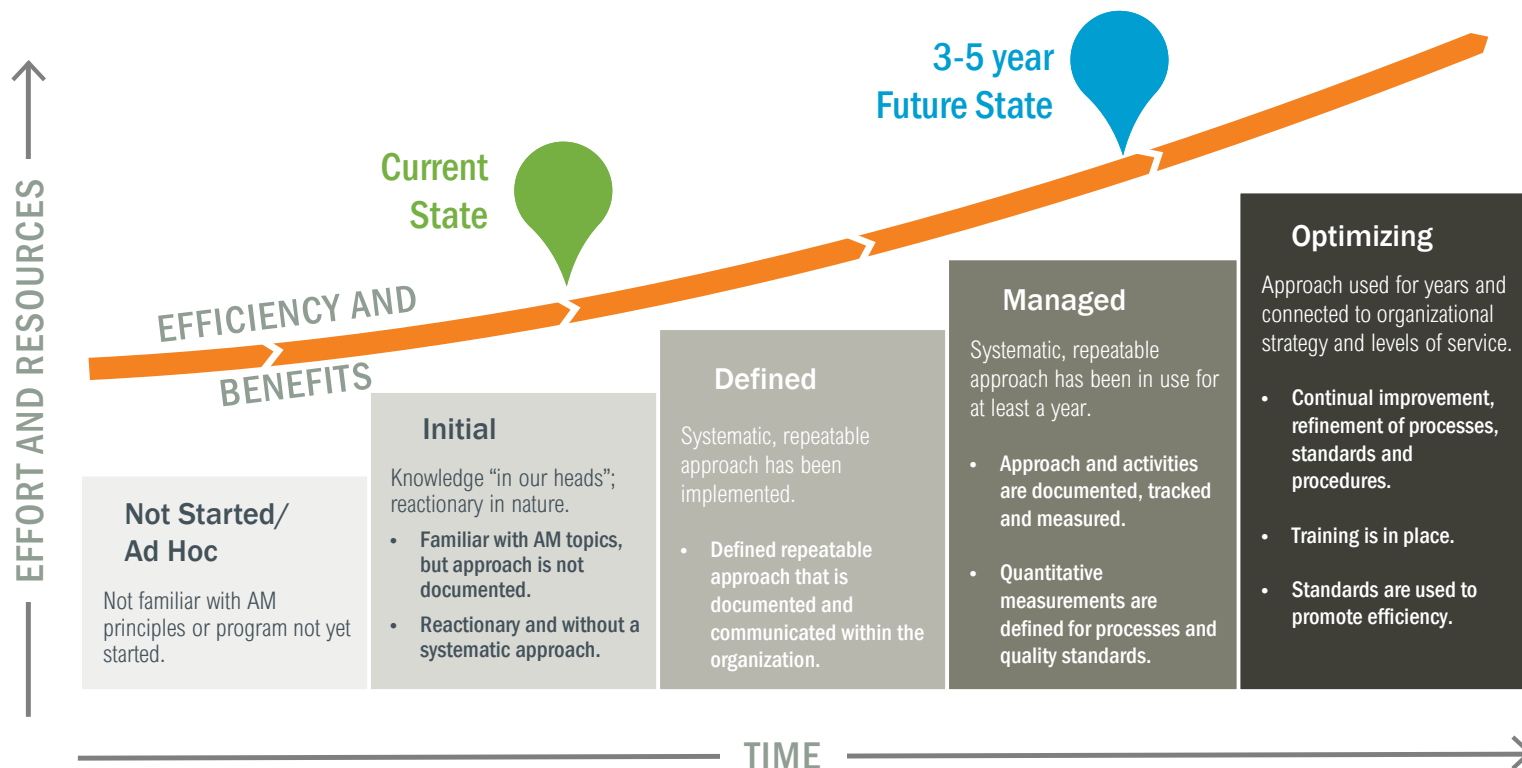 EFFORT AND RESOURCES
Current
State
3-5 year
Future State
EFFICIENCY AND
BENEFITS
Not Started/
Ad Hoc
Not familiar with AM
principles or program not yet
started.
Initial
Knowledge “in our heads”;
reactionary in nature.
• Familiar with AM topics,
but approach is not
documented.
• Reactionary and without a
systematic approach.
Defined
Systematic, repeatable
approach has been
implemented.
• Defined repeatable
approach that is
documented and
communicated within the
organization.
Managed
Systematic, repeatable
approach has been in use for
at least a year.
• Approach and activities
are documented, tracked
and measured.
• Quantitative
measurements are
defined for processes and
quality standards.
Optimizing
Approach used for years and
connected to organizational
strategy and levels of service.
• Continual improvement,
refinement of processes,
standards and
procedures.
• Training is in place.
• Standards are used to
promote efficiency.
TIME